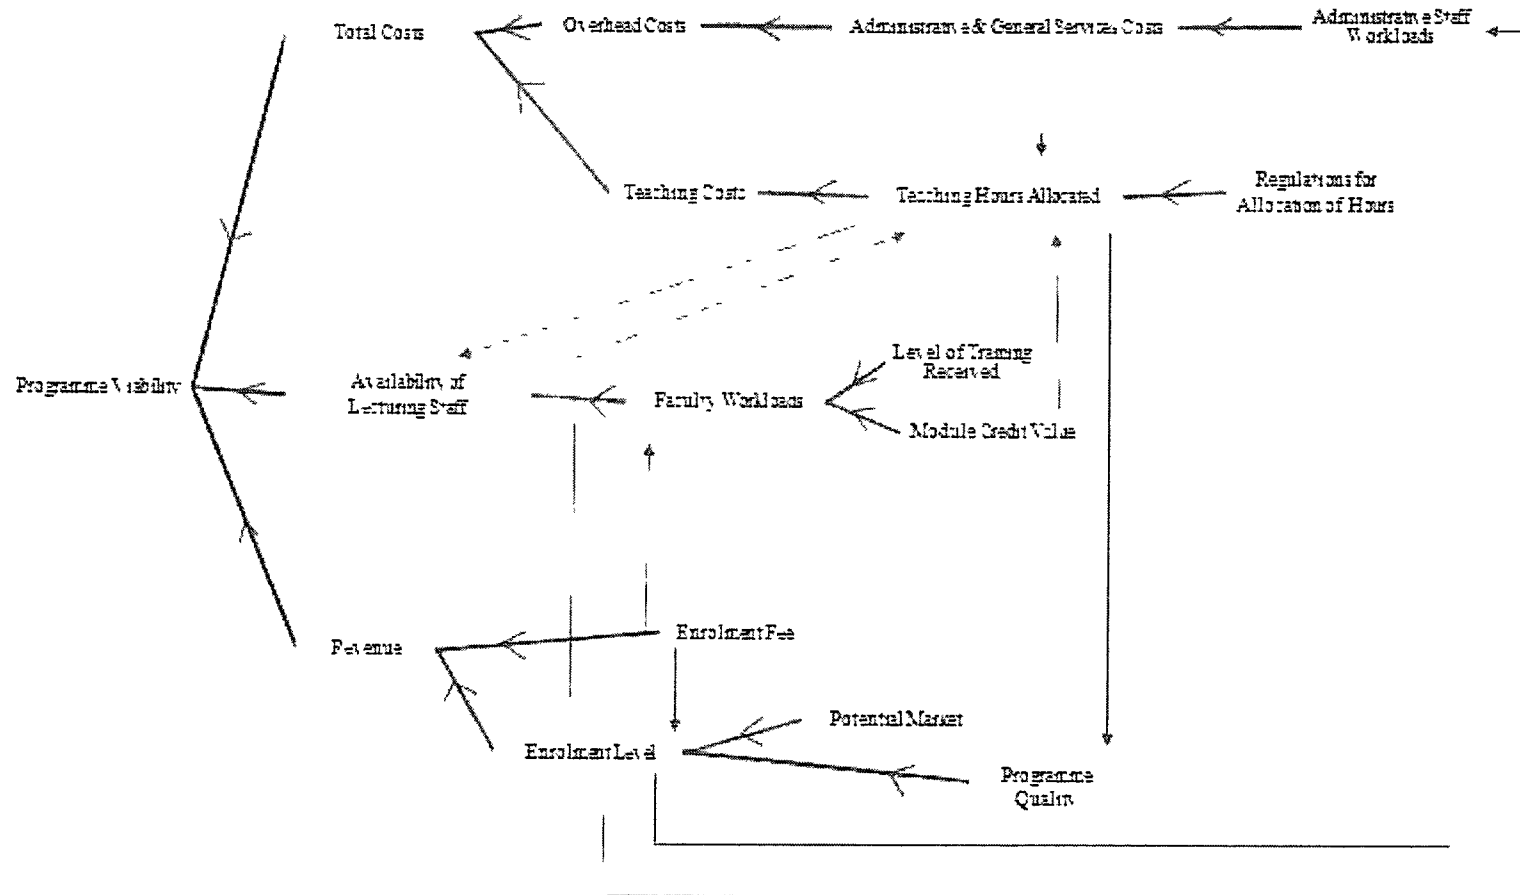 Total Costs
Overhead Costs
Administrative & General Services Costs
Administrative Staff
Workloads
Teaching Costs
Teaching Hours Allocated
Regulations for
Allocation of Hours
Programme Viability
Availability of
Lecturing Staff
Faculty Workloads
Level of Training
Received
Module Credit Value
Revenue
Enrolment Fee
Enrolment Level
Potential Market
Programme
Quality